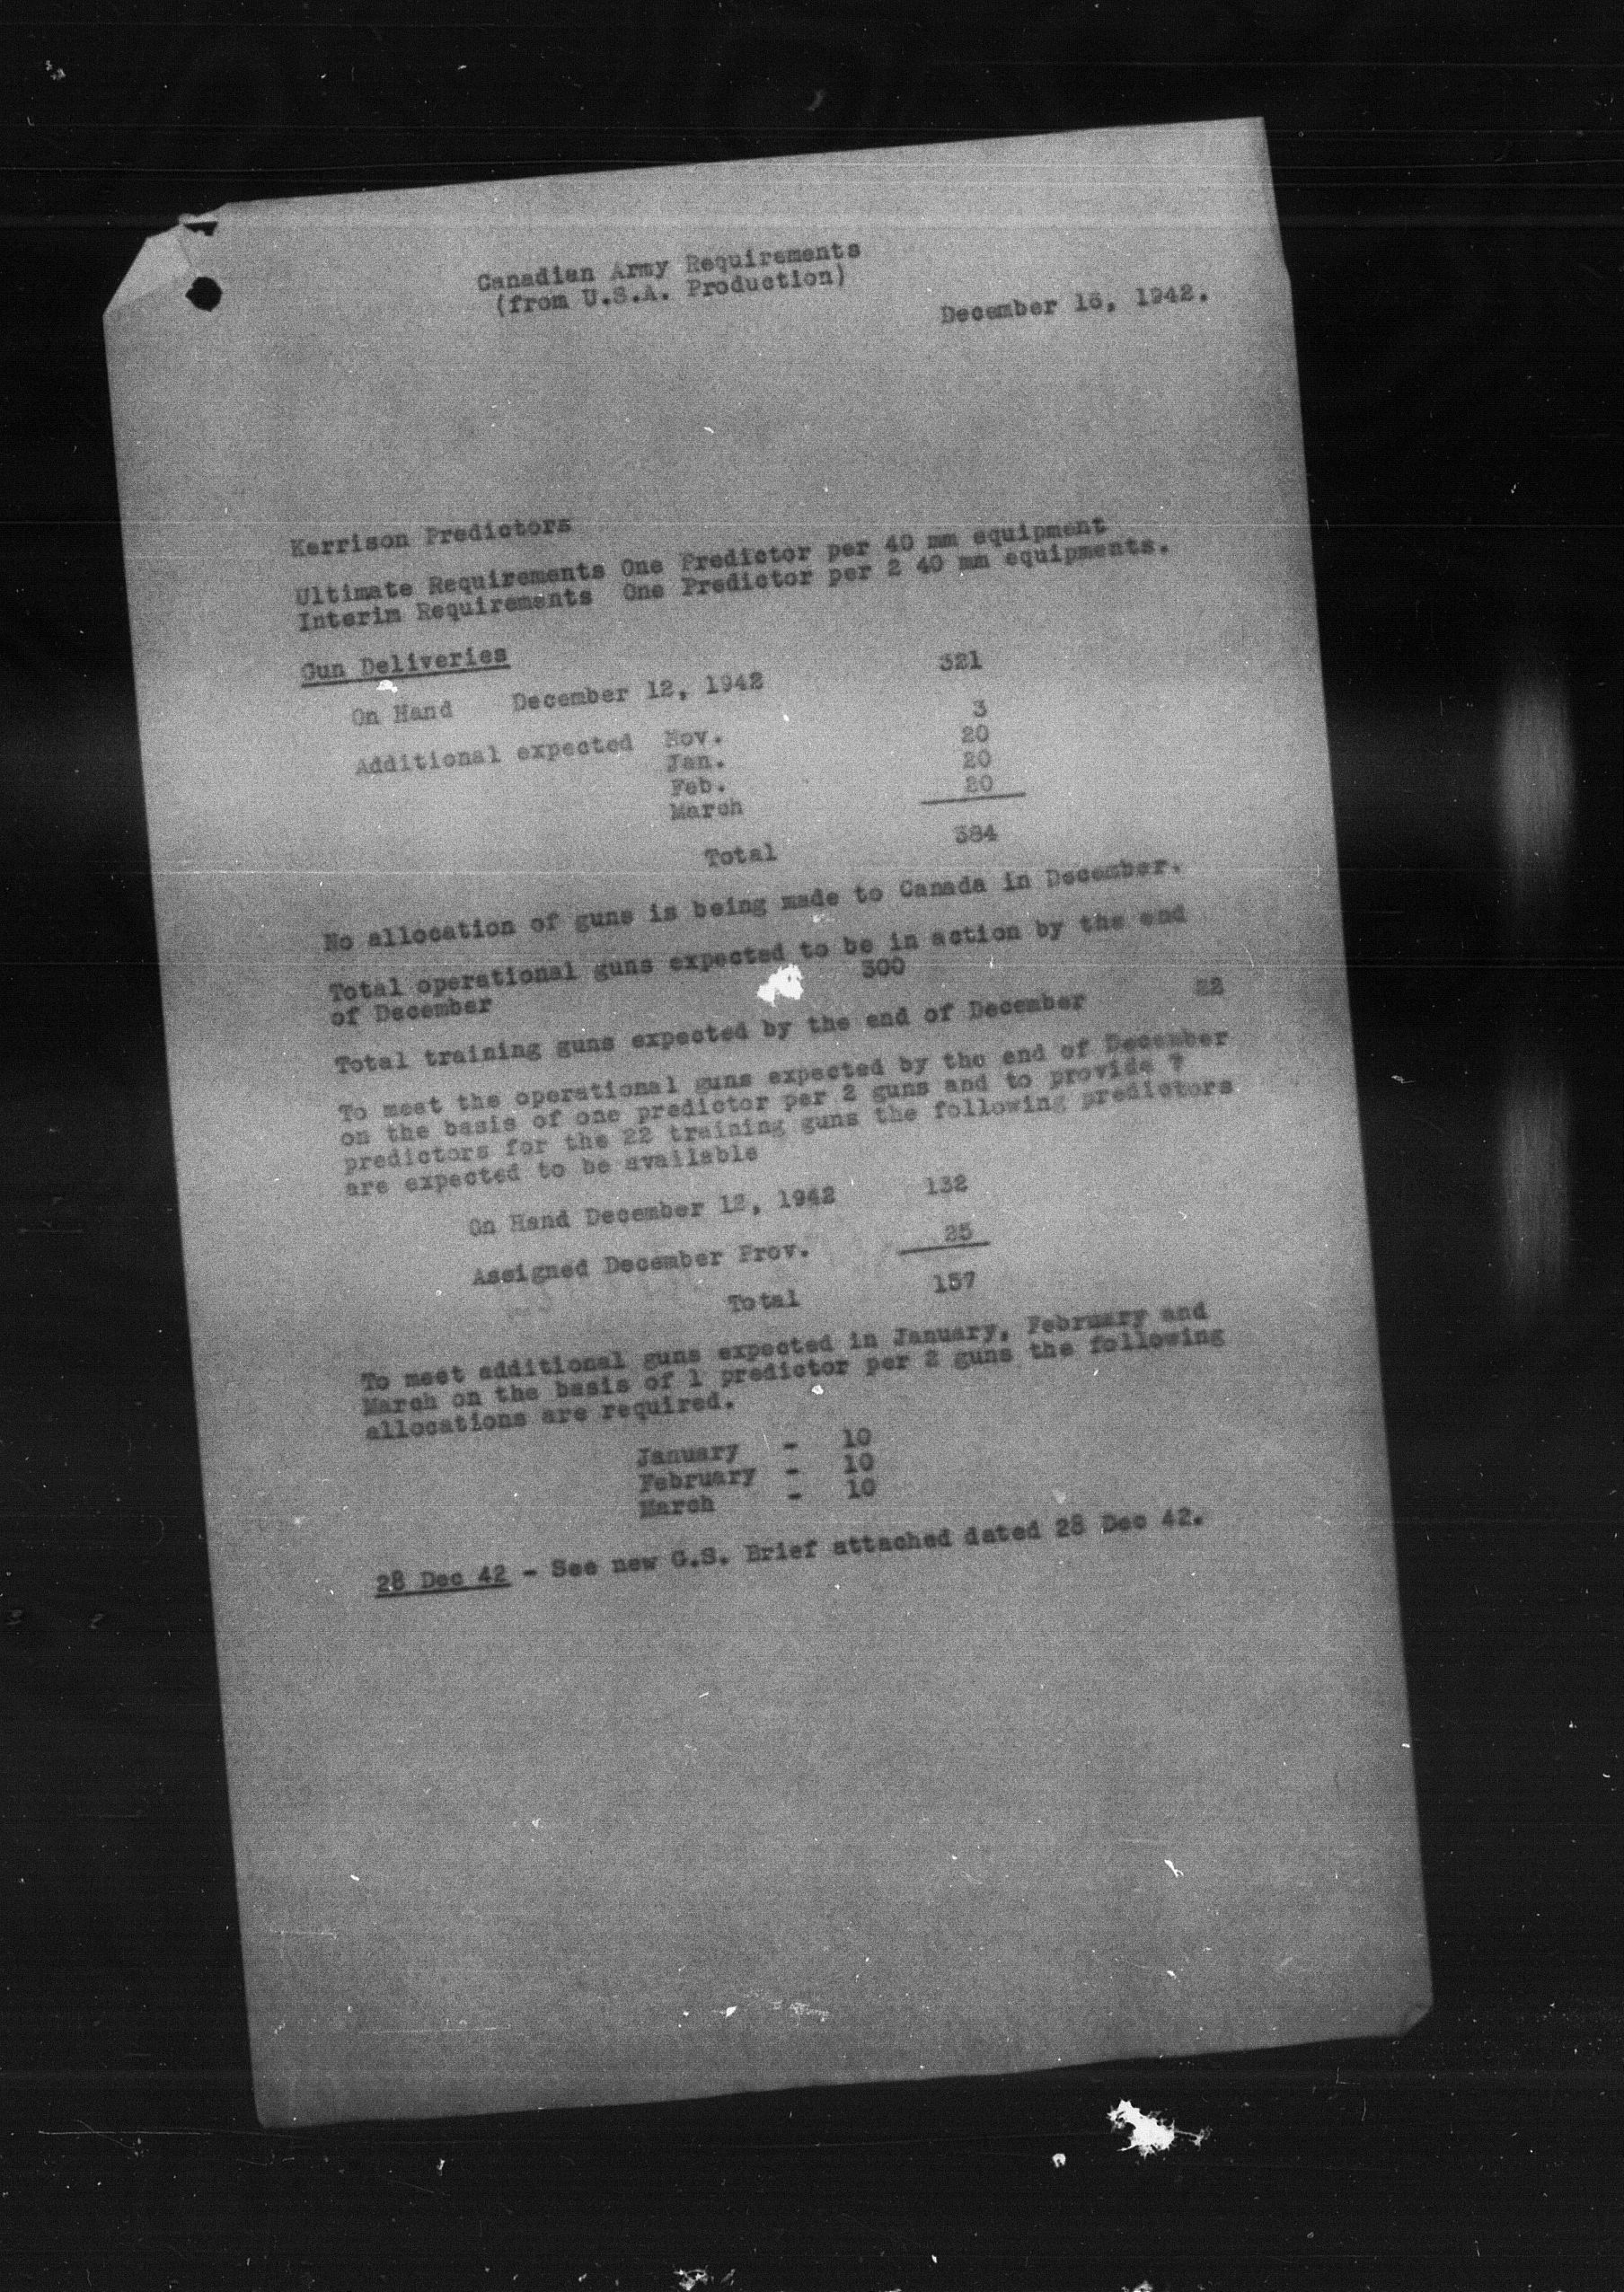 Canadian Army Requirements
(from U.S.A. Production)
December 16, 1942.
Kerrison Predictors
Ultimate Requirements One Predictor per 40 mm equipment
Interim Requirements One Predictor per 2 40 mm equipments.
Gun Deliveries
On Hand December 12, 1942 321
Additional expected Nov. 3
Jan. 20
Feb. 20
March 20
Total 384
No allocation of guns is being made to Canada in December.
Total operational guns expected to be in action by the end
of December 300
Total training guns expected by the end of December 22
To meet the operational guns expected by the end of December
on the basis of one predictor per 2 guns and to provide 7
predictors for the 22 training guns the following predictors
are expected to be available
On Hand December 12, 1942 132
Assigned December Prov. 25
Total 157
To meet additional guns expected in January, February and
March on the basis of 1 predictor per 2 guns the following
allocations are required.
January - 10
February - 10
March - 10
28 Dec 42 - See new G.S. Brief attached dated 28 Dec 42.